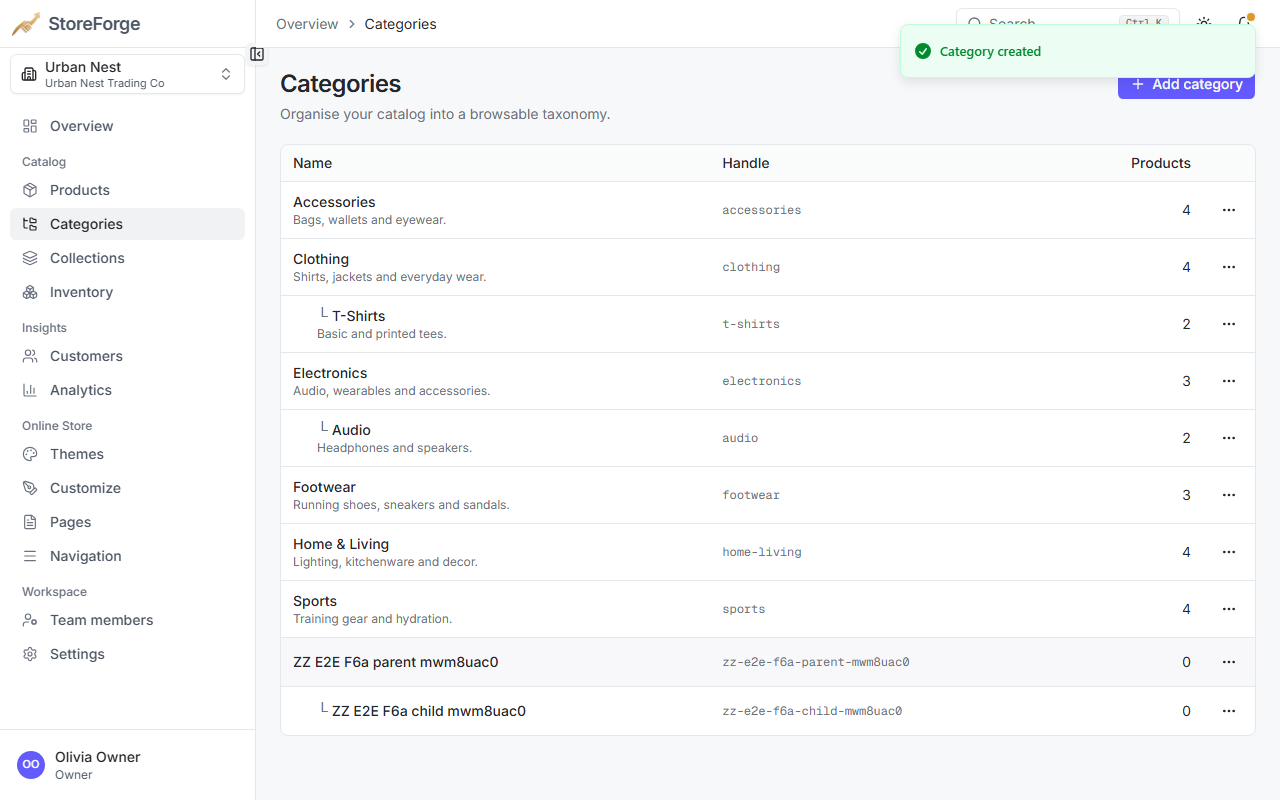 StoreForge
Overview
Categories
Search
Ctrl K
Category created
Urban Nest
Urban Nest Trading Co
Categories
Add category
Organise your catalog into a browsable taxonomy.
Overview
Catalog
Products
Categories
Collections
Inventory
Insights
Customers
Analytics
Online Store
Themes
Customize
Pages
Navigation
Workspace
Team members
Settings
OO
Olivia Owner
Owner
Name Handle Products
Accessories
Bags, wallets and eyewear.
accessories 4
Clothing
Shirts, jackets and everyday wear.
clothing 4
T-Shirts
Basic and printed tees.
t-shirts 2
Electronics
Audio, wearables and accessories.
electronics 3
Audio
Headphones and speakers.
audio 2
Footwear
Running shoes, sneakers and sandals.
footwear 3
Home & Living
Lighting, kitchenware and decor.
home-living 4
Sports
Training gear and hydration.
sports 4
ZZ E2E F6a parent mwm8uac0 zz-e2e-f6a-parent-mwm8uac0 0
ZZ E2E F6a child mwm8uac0 zz-e2e-f6a-child-mwm8uac0 0